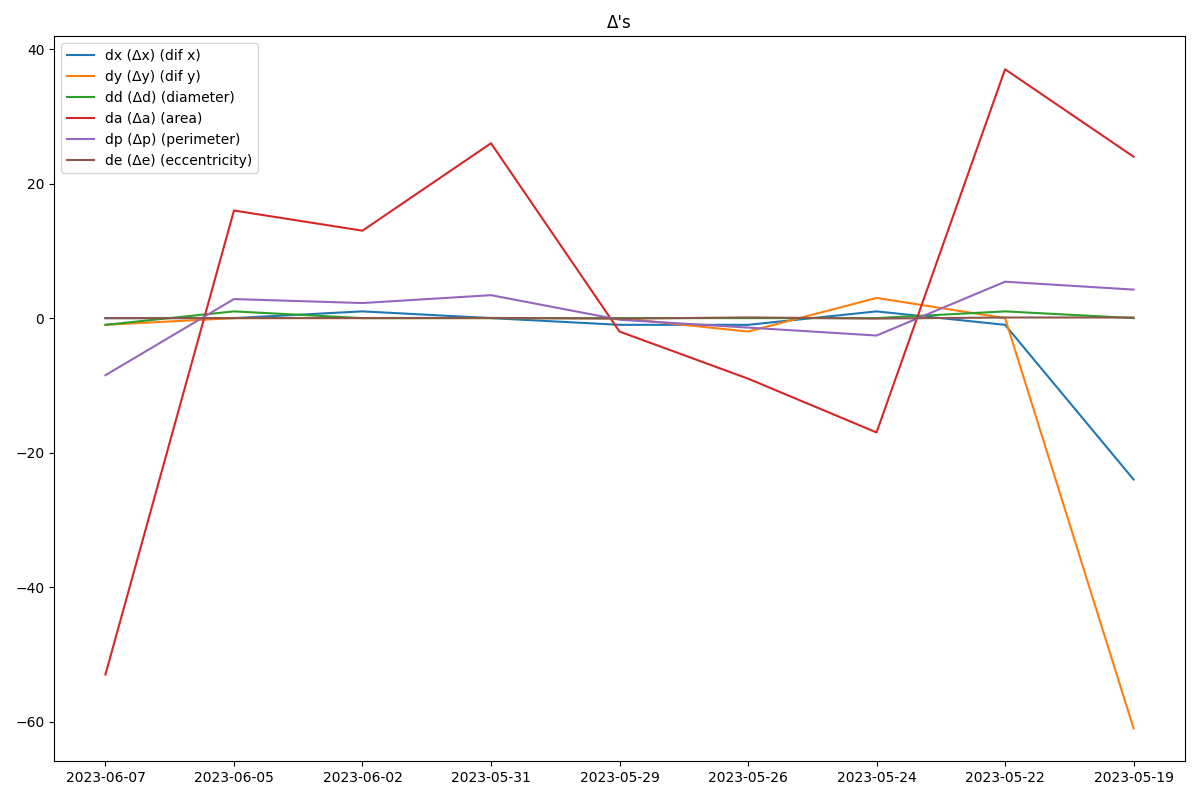 Δ's
dx (Δx) (dif x)
dy (Δy) (dif y)
dd (Δd) (diameter)
da (Δa) (area)
dp (Δp) (perimeter)
de (Δe) (eccentricity)
40
20
0
−20
−40
−60
2023-06-07 2023-06-05 2023-06-02 2023-05-31 2023-05-29 2023-05-26 2023-05-24 2023-05-22 2023-05-19